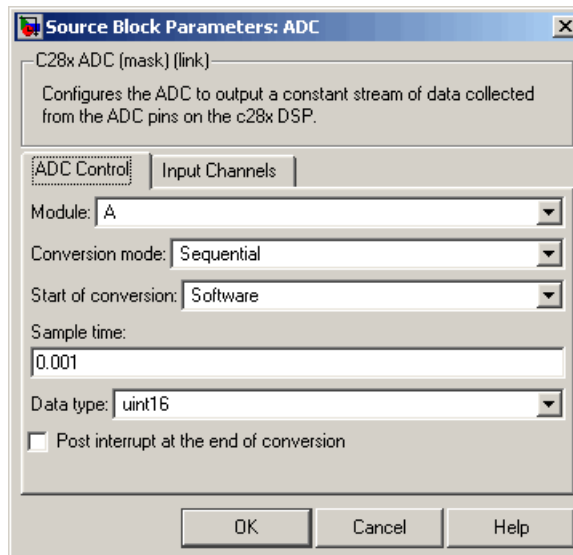 Source Block Parameters: ADC
C28x ADC (mask) (link)
Configures the ADC to output a constant stream of data collected
from the ADC pins on the c28x DSP.
ADC Control Input Channels
Module: A
Conversion mode: Sequential
Start of conversion: Software
Sample time:
0.001
Data type: uint16
Post interrupt at the end of conversion
OK Cancel Help